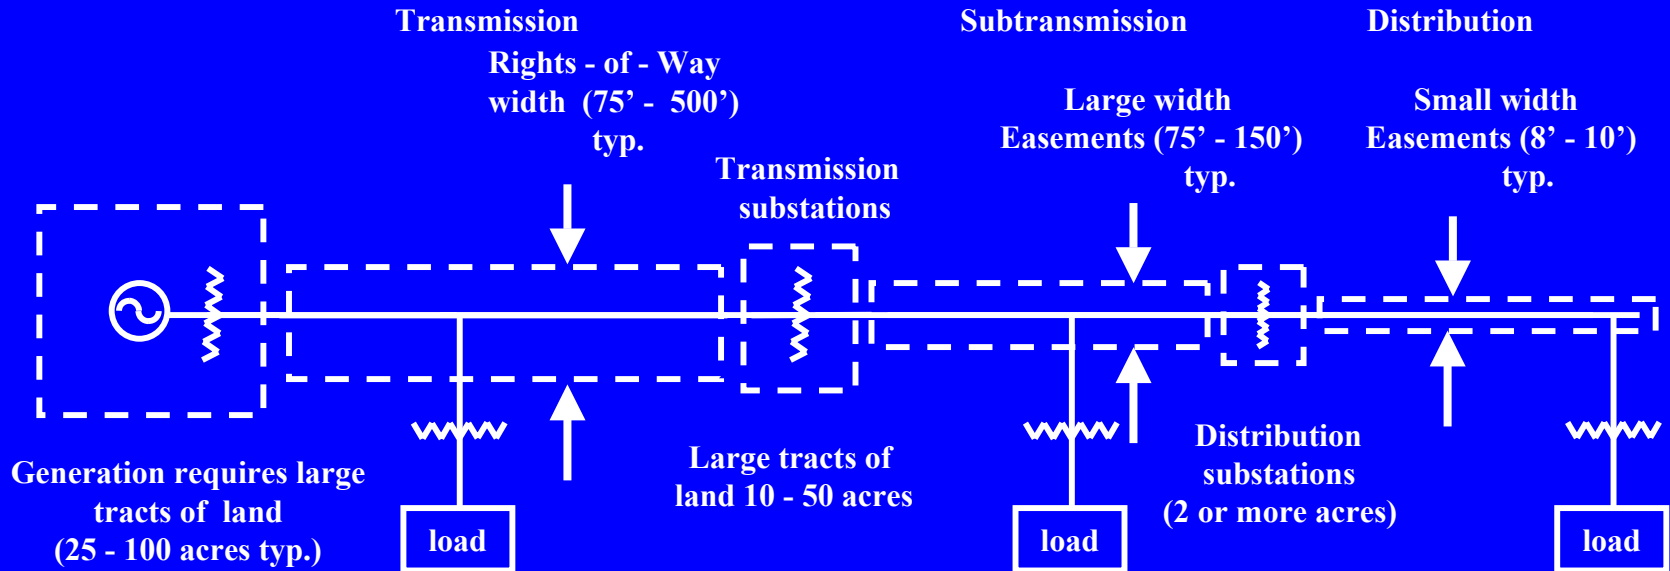 Transmission
Rights - of - Way
width (75’ - 500’)
typ.
Transmission
substations
Subtransmission
Large width
Easements (75’ - 150’)
typ.
Distribution
Small width
Easements (8’ - 10’)
typ.
Generation requires large
tracts of land
(25 - 100 acres typ.)
load
Large tracts of
land 10 - 50 acres
load
Distribution
substations
(2 or more acres)
load